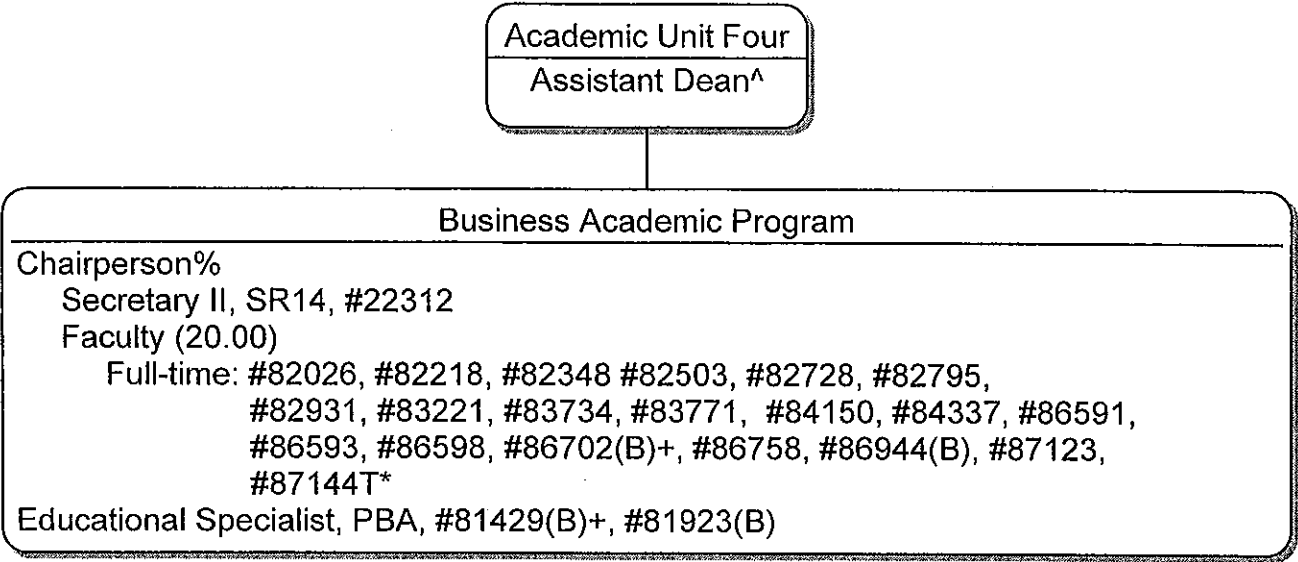 Academic Unit Four
Assistant Dean^
Business Academic Program
Chairperson%
Secretary II, SR14, #22312
Faculty (20.00)
Full-time: #82026, #82218, #82348 #82503, #82728, #82795,
#82931, #83221, #83734, #83771, #84150, #84337, #86591,
#86593, #86598, #86702(B)+, #86758, #86944(B), #87123,
#87144T*
Educational Specialist, PBA, #81429(B)+, #81923(B)